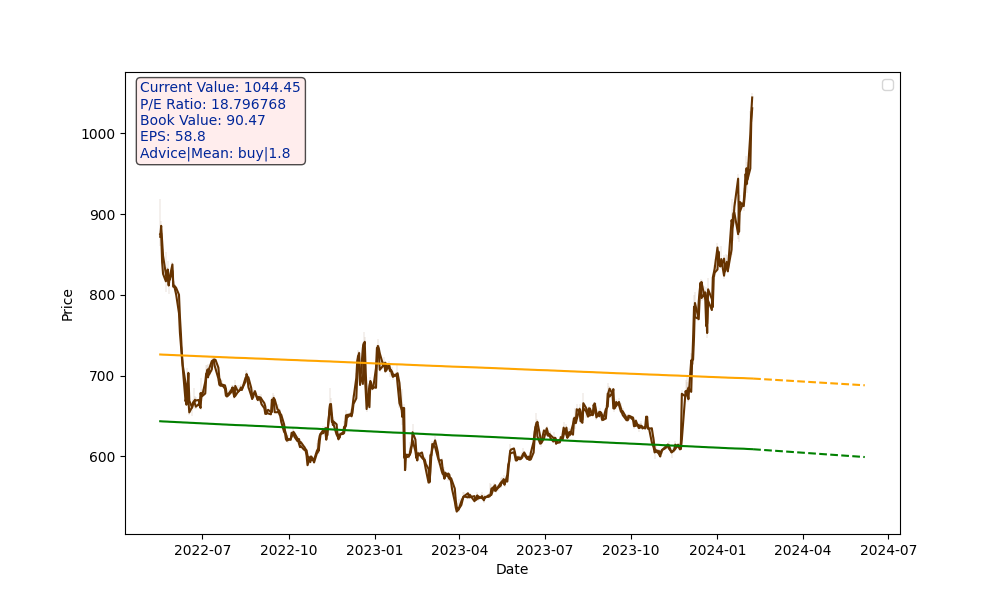 Current Value: 1044.45
P/E Ratio: 18.796768
Book Value: 90.47
EPS: 58.8
Advice|Mean: buy|1.8
1000
900
800
700
600
Price
2022-07 2022-10 2023-01 2023-04 2023-07 2023-10 2024-01 2024-04 2024-07
Date